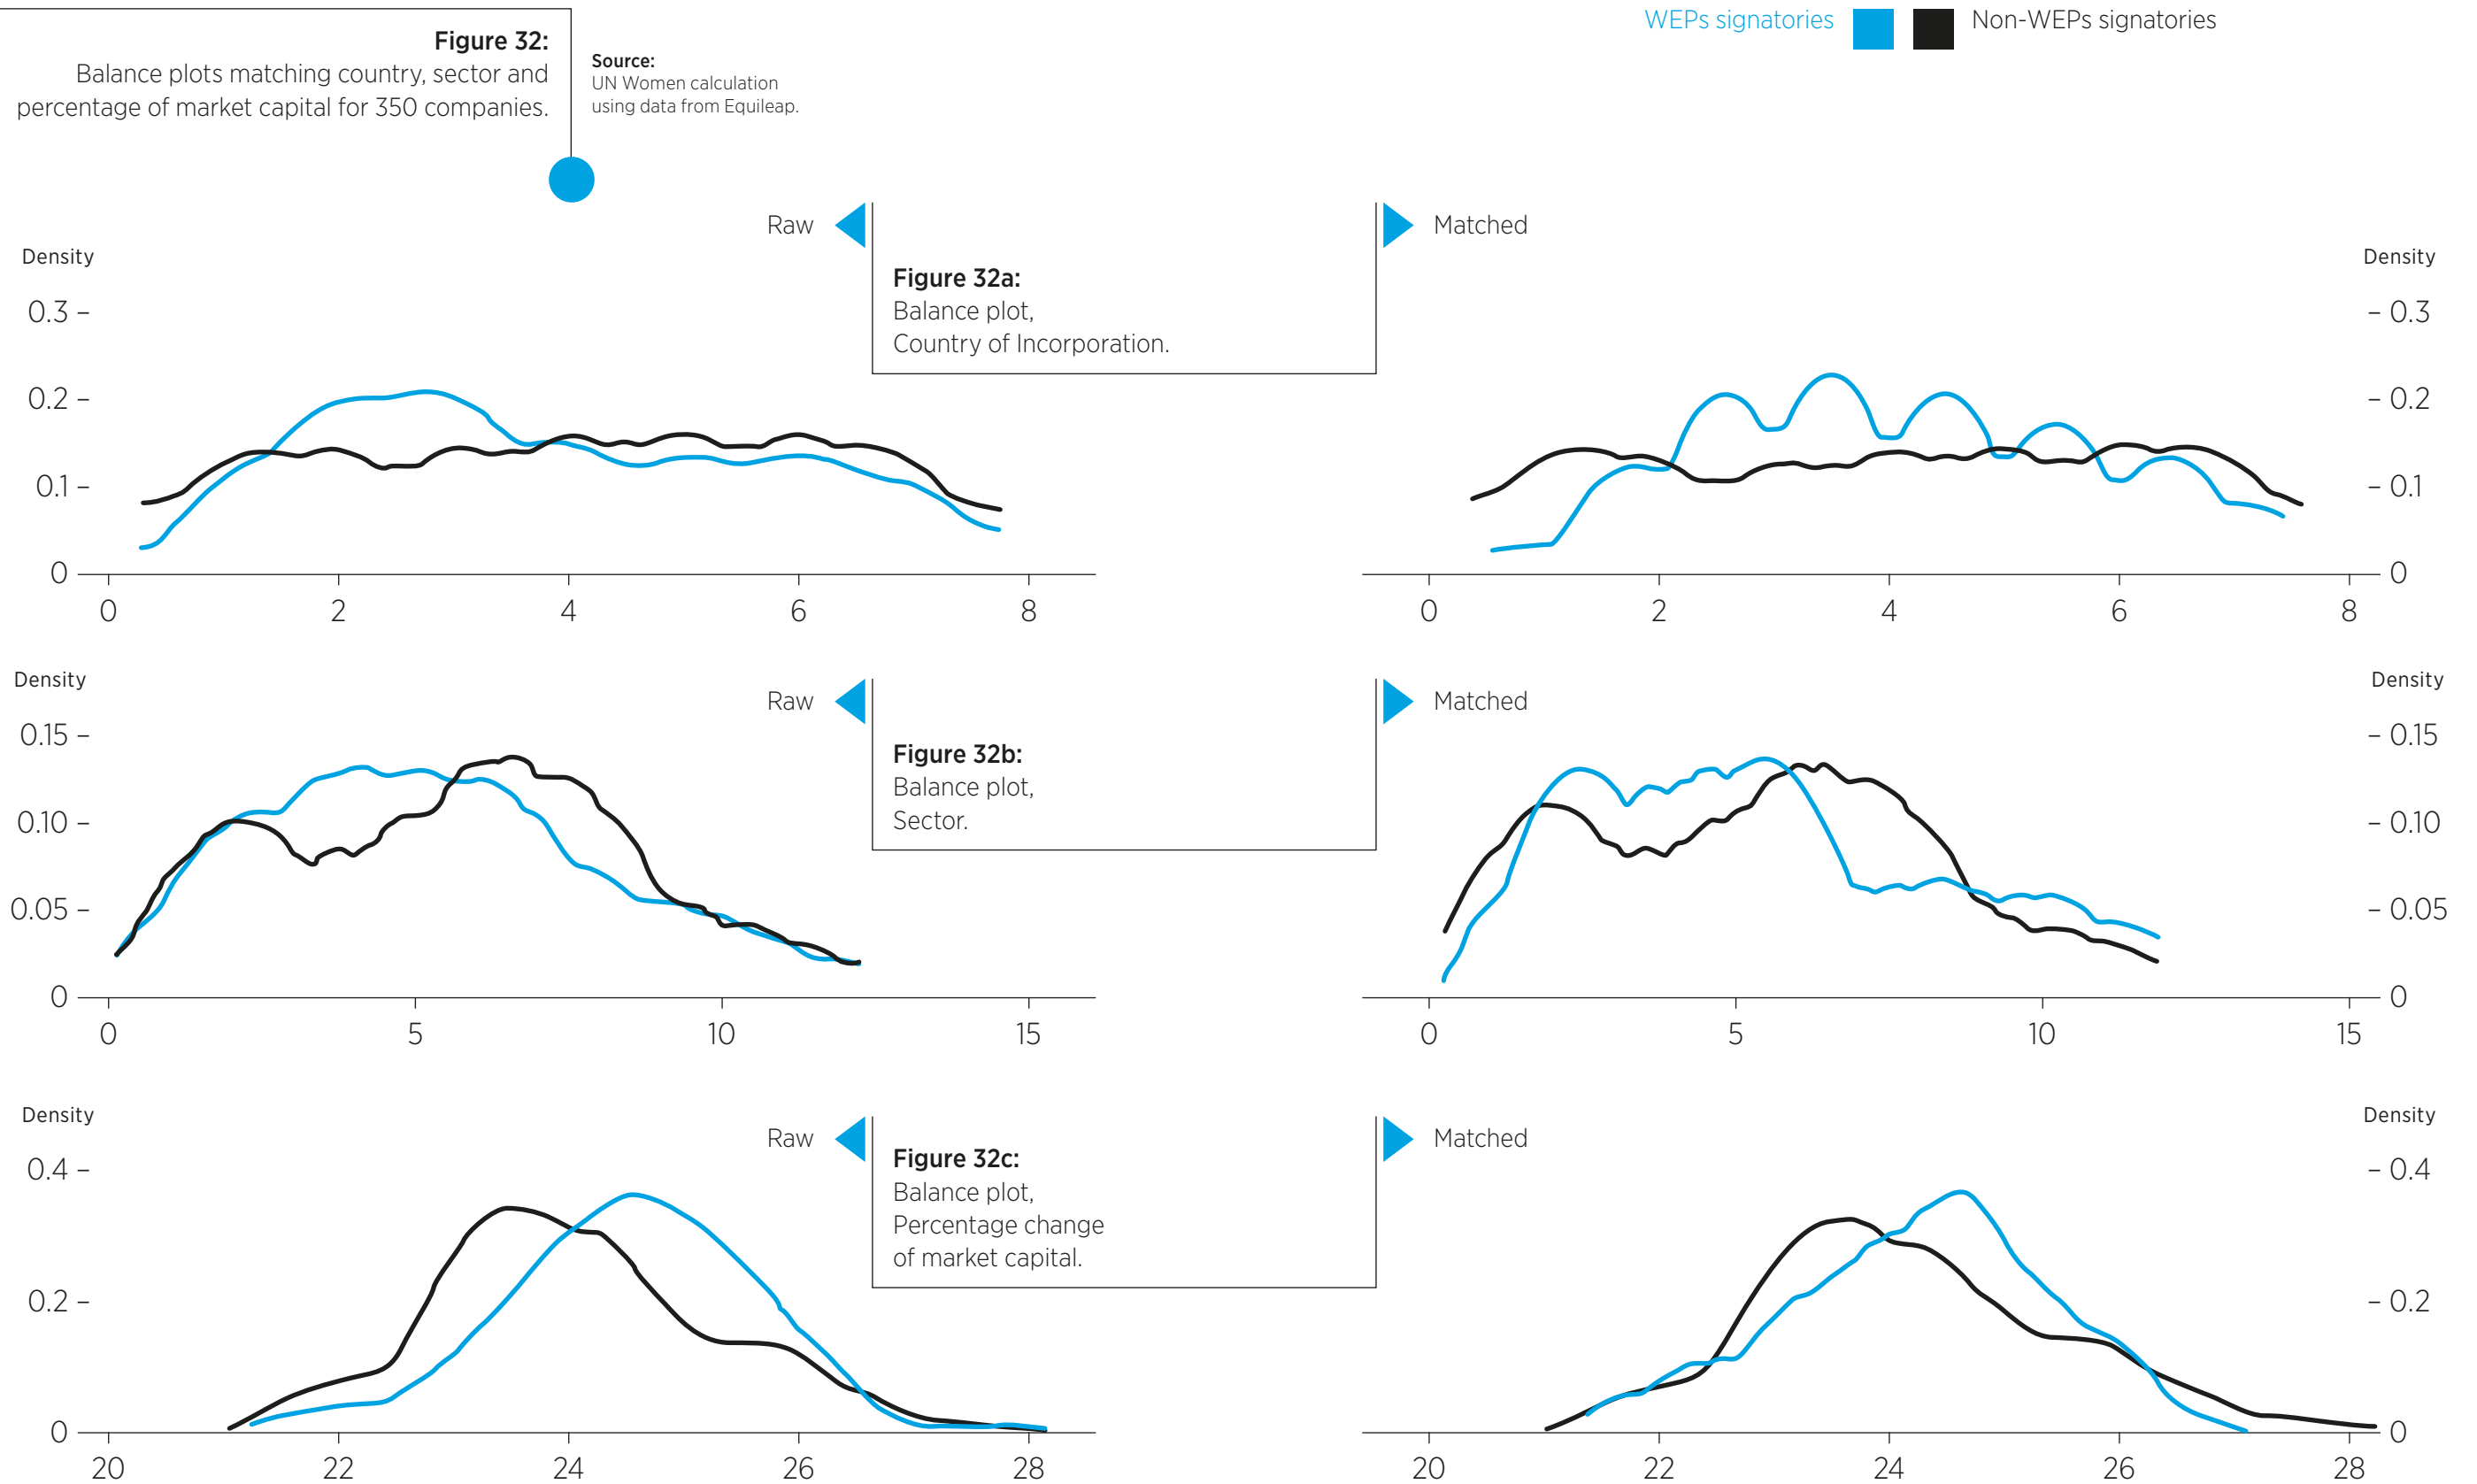 Figure 32:
Balance plots matching country, sector and
percentage of market capital for 350 companies.
Source:
UN Women calculation
using data from Equileap.
WEPs signatories
Non-WEPs signatories
Raw
Matched
Figure 32a:
Balance plot,
Country of Incorporation.
Density
0.3
0.2
0.1
0
0 2 4 6 8
Density
0.3
0.2
0.1
0
0 2 4 6 8
Raw
Matched
Figure 32b:
Balance plot,
Sector.
Density
0.15
0.10
0.05
0
0 5 10 15
Density
0.15
0.10
0.05
0
0 5 10 15
Raw
Matched
Figure 32c:
Balance plot,
Percentage change
of market capital.
Density
0.4
0.2
0
20 22 24 26 28
Density
0.4
0.2
0
20 22 24 26 28